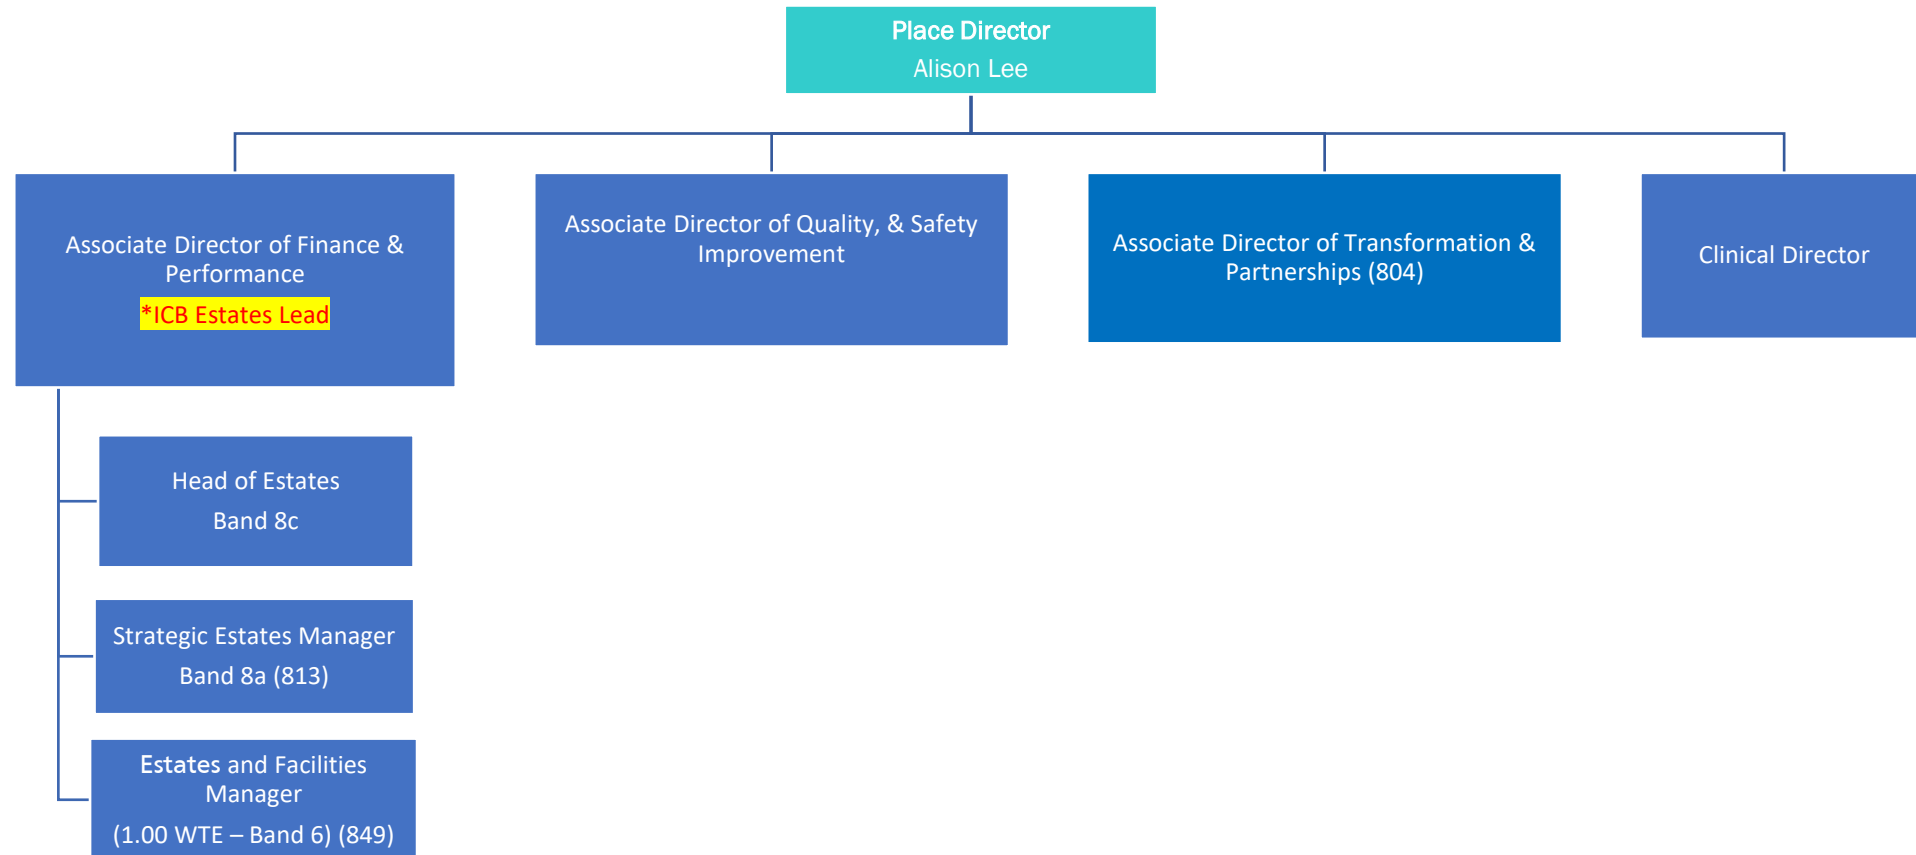 Place Director
Alison Lee
Associate Director of Finance &
Performance
*ICB Estates Lead
Associate Director of Quality, & Safety
Improvement
Associate Director of Transformation &
Partnerships (804)
Clinical Director
Head of Estates
Band 8c
Strategic Estates Manager
Band 8a (813)
Estates and Facilities
Manager
(1.00 WTE – Band 6) (849)